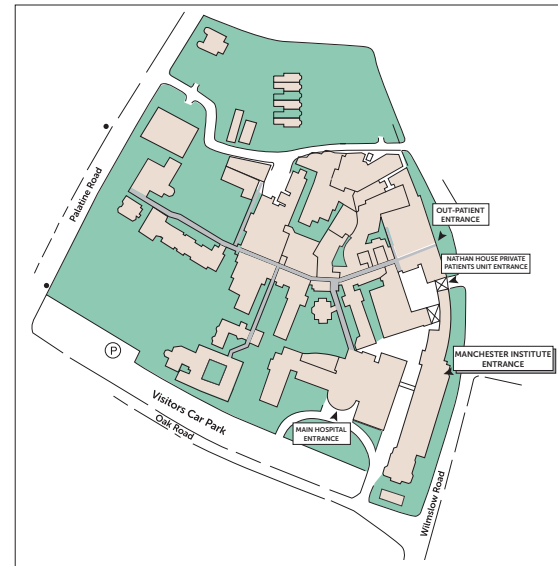 Palatine Road
OUT-PATIENT
ENTRANCE
NATHAN HOUSE PRIVATE
PATIENTS UNIT ENTRANCE
MANCHESTER INSTITUTE
ENTRANCE
P
Visitors Car Park
Oak Road
MAIN HOSPITAL
ENTRANCE
Wilmslow Road